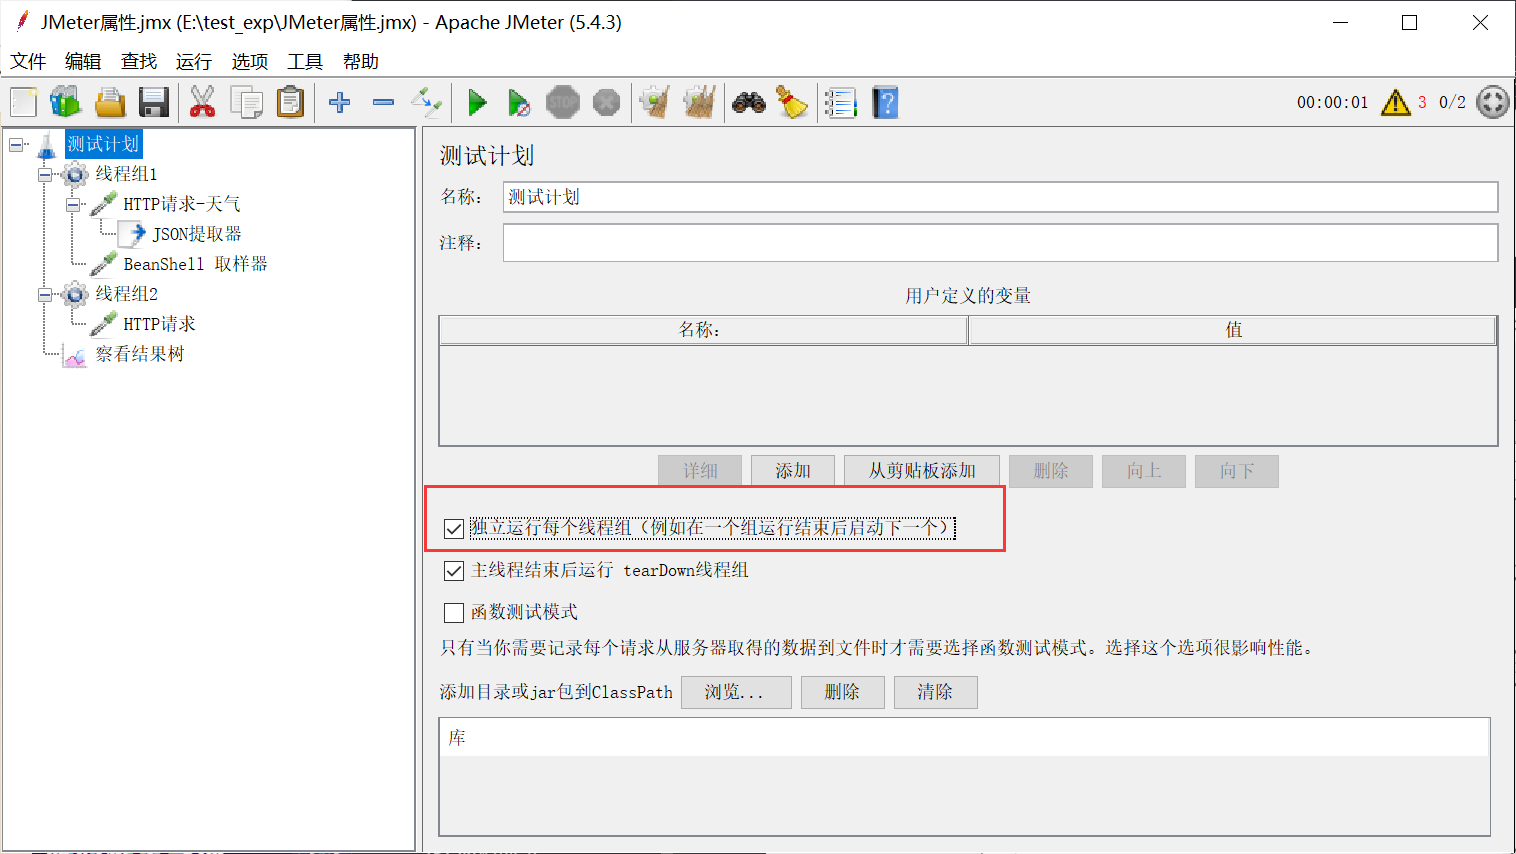 JMeter属性.jmx (E:\test_exp\JMeter属性.jmx) - Apache JMeter (5.4.3)
文件 编辑 查找 运行 选项 工具 帮助
STOP
00:00:01 3 0/2
测试计划
线程组1
HTTP请求-天气
JSON提取器
BeanShell 取样器
线程组2
HTTP请求
察看结果树
测试计划
名称: 测试计划
注释:
用户定义的变量
名称: 值
详细 添加 从剪贴板添加 删除 向上 向下
独立运行每个线程组（例如在一个组运行结束后启动下一个）
主线程结束后运行 tearDown线程组
函数测试模式
只有当你需要记录每个请求从服务器取得的数据到文件时才需要选择函数测试模式。选择这个选项很影响性能。
添加目录或jar包到ClassPath 浏览... 删除 清除
库